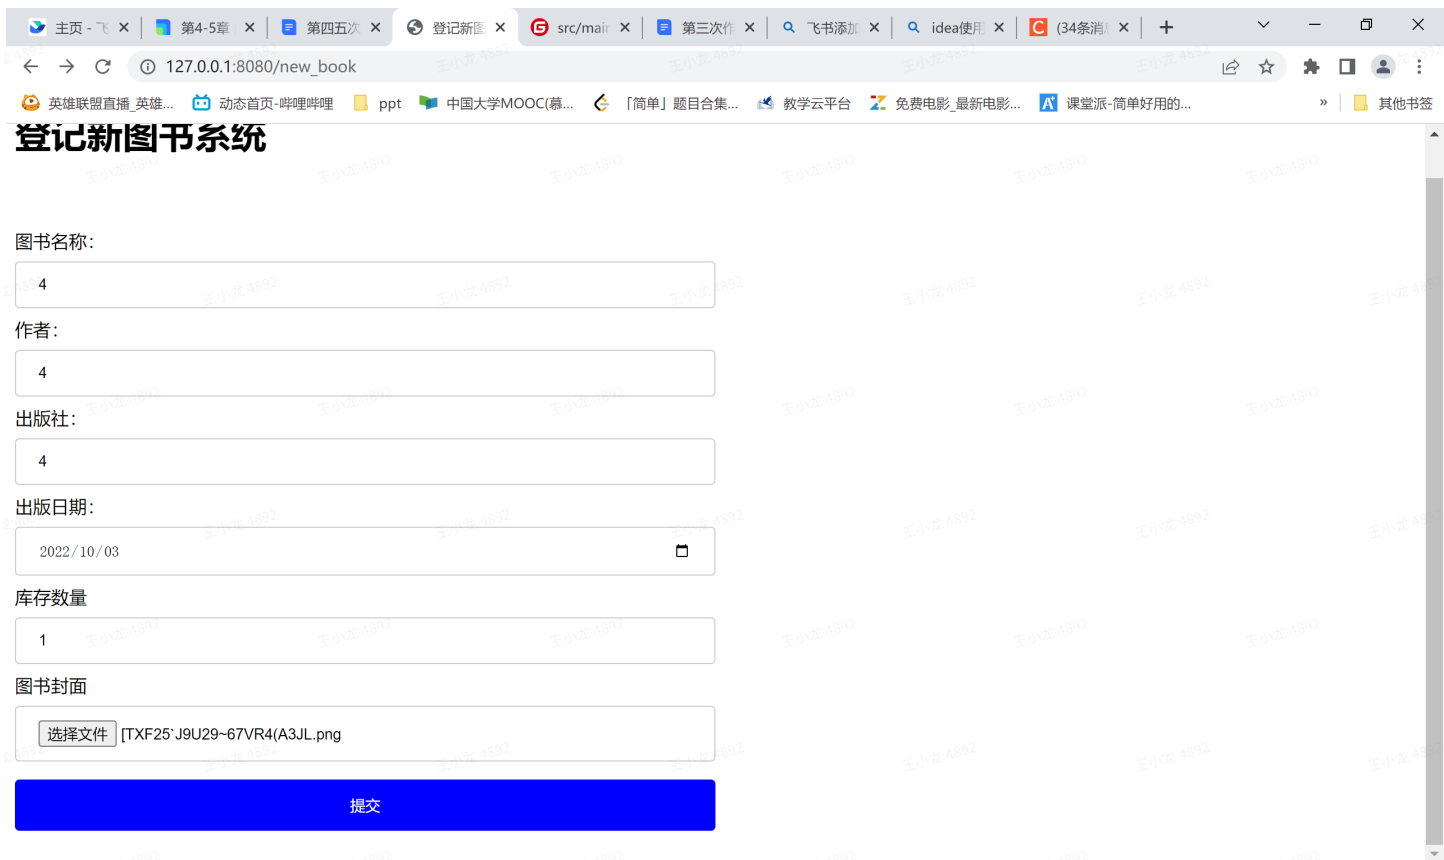 主页 - 飞
第4-5章
第四五次
登记新图
src/main
第三次作
飞书添加
idea使用
(34条消息
127.0.0.1:8080/new_book
英雄联盟直播_英雄...
动态首页-哔哩哔哩
ppt
中国大学MOOC(慕...
「简单」题目合集...
教学云平台
免费电影_最新电影...
课堂派-简单好用的...
»
其他书签
登记新图书系统
图书名称：
4
作者：
4
出版社：
4
出版日期：
2022/10/03
库存数量
1
图书封面
选择文件 [TXF25`J9U29~67VR4(A3JL.png
提交
王小龙 4892